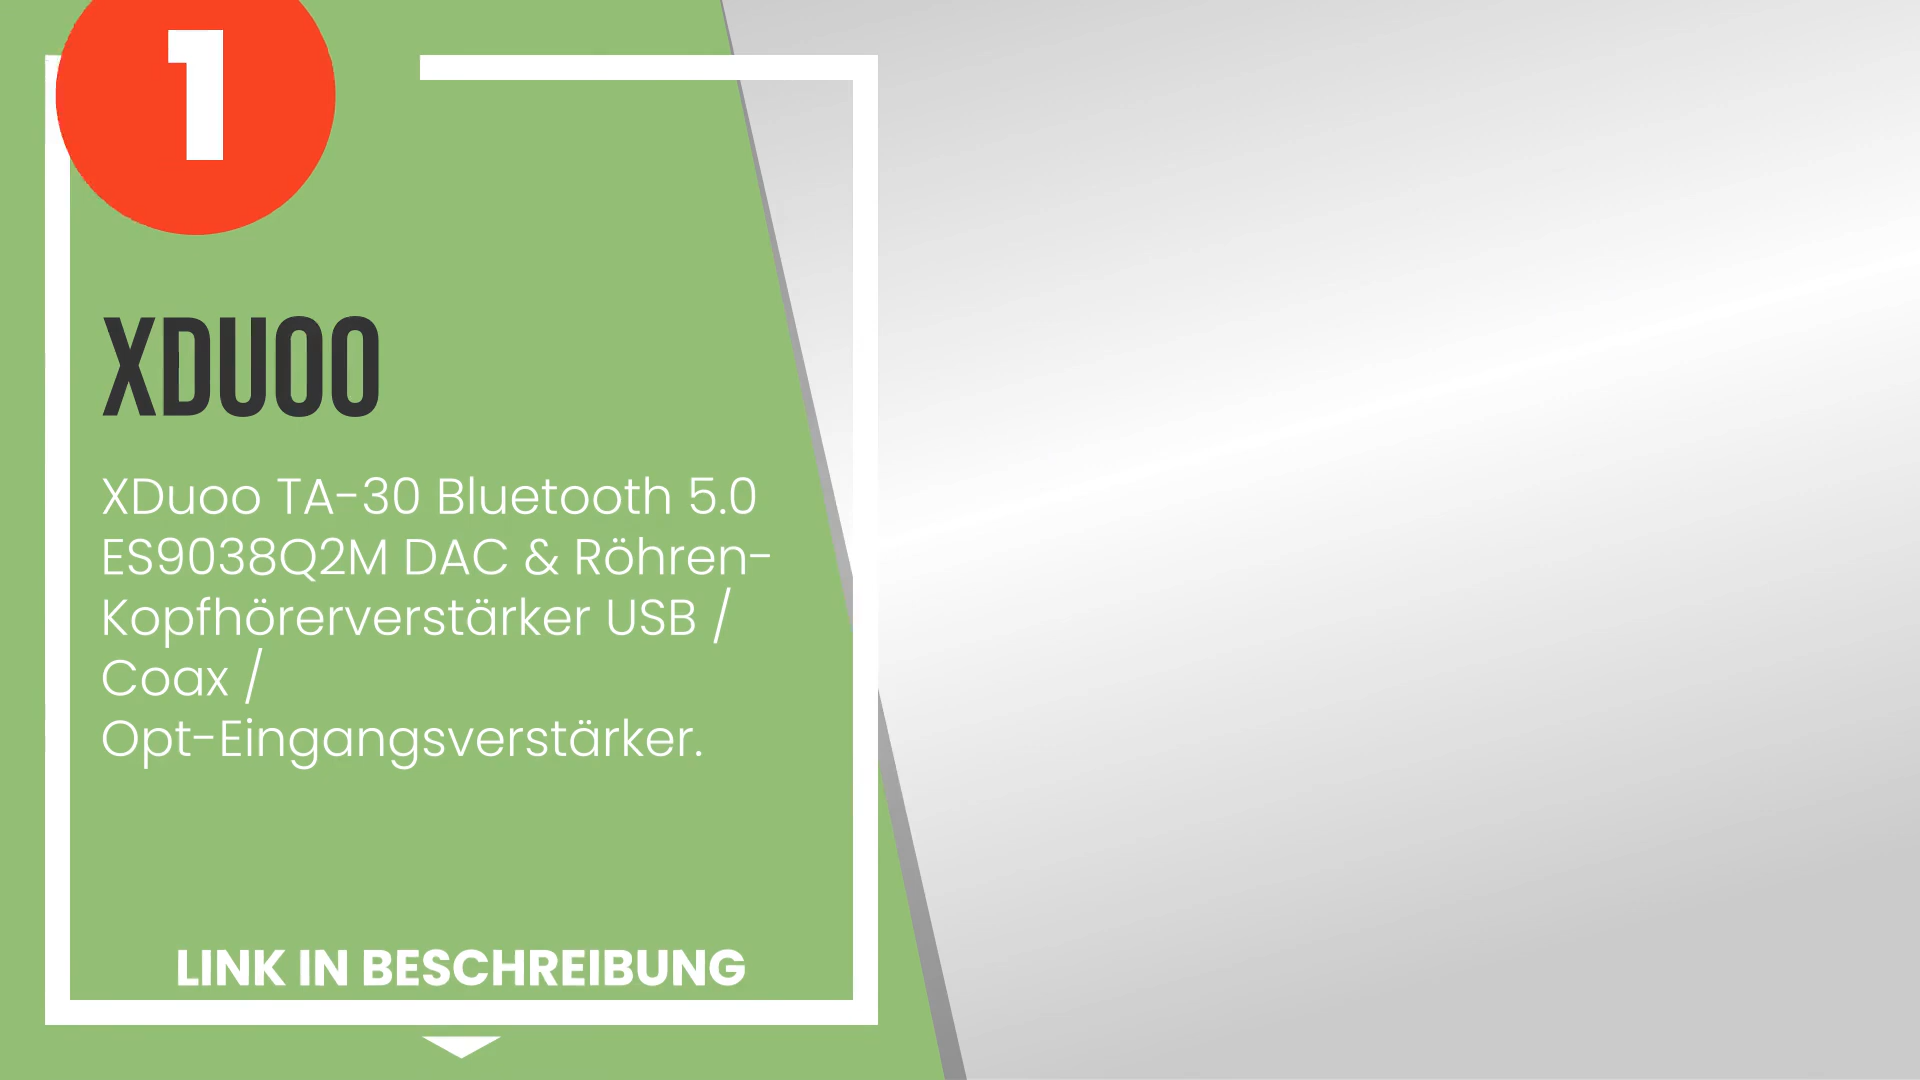 1
XDUOO
XDuoo TA-30 Bluetooth 5.0
ES9038Q2M DAC & Röhren-
Kopfhörerverstärker USB /
Coax /
Opt-Eingangsverstärker.
LINK IN BESCHREIBUNG